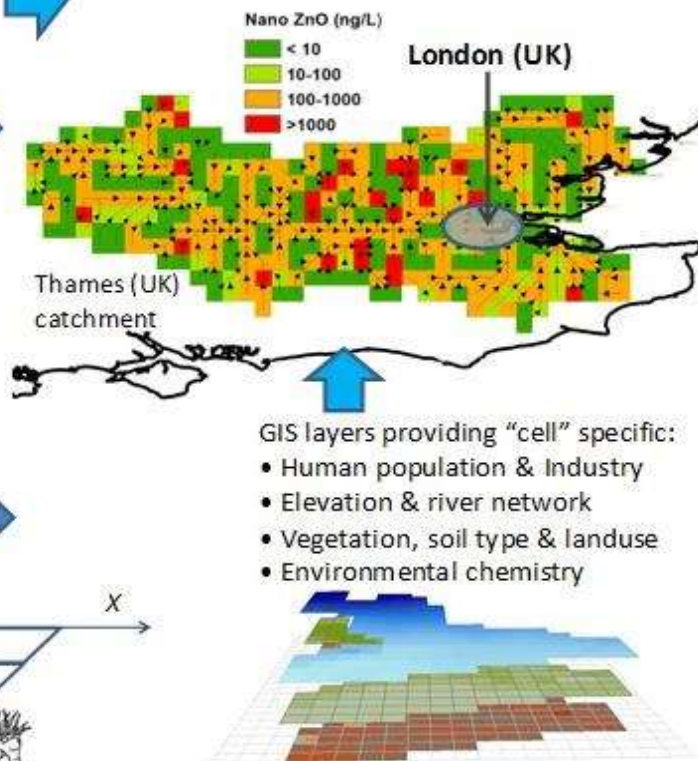 Nano ZnO (ng/L)
< 10
10-100
100-1000
>1000
London (UK)
Thames (UK)
catchment
GIS layers providing “cell” specific:
• Human population & Industry
• Elevation & river network
• Vegetation, soil type & landuse
• Environmental chemistry
X